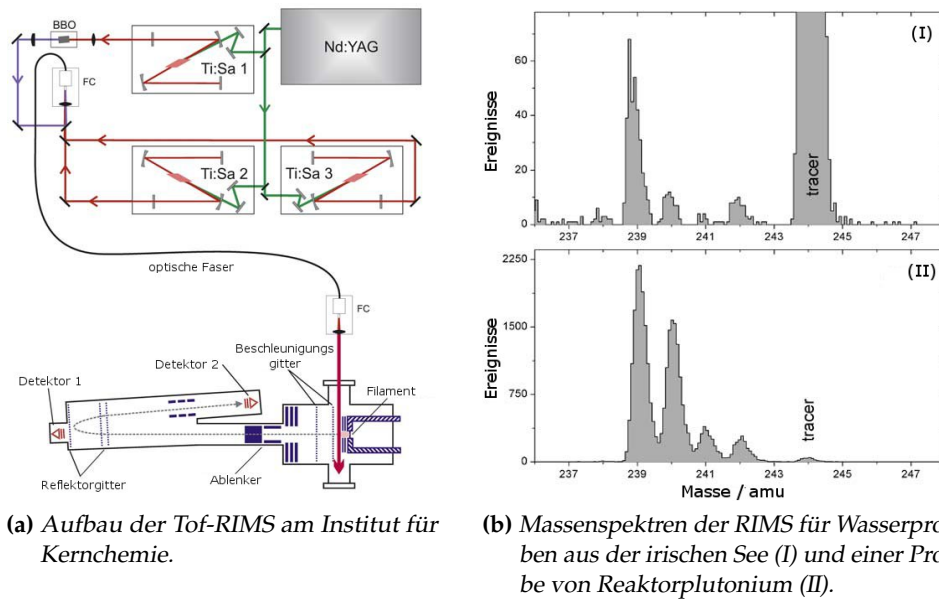 BBO
Nd:YAG
Ti:Sa 1
FC
Ti:Sa 2
Ti:Sa 3
optische Faser
FC
Beschleunigungs
gitter
Detektor 2
Detektor 1
Filament
Reflektorgitter
Ablenker
(a) Aufbau der Tof-RIMS am Institut für
Kernchemie.
(I)
Ereignisse
60
40
20
0
tracer
237 239 241 243 245 247
(II)
Ereignisse
2250
1500
750
0
tracer
237 239 241 243 245 247
Masse / amu
(b) Massenspektren der RIMS für Wasserpro
ben aus der irischen See (I) und einer Pro
be von Reaktorplutonium (II).